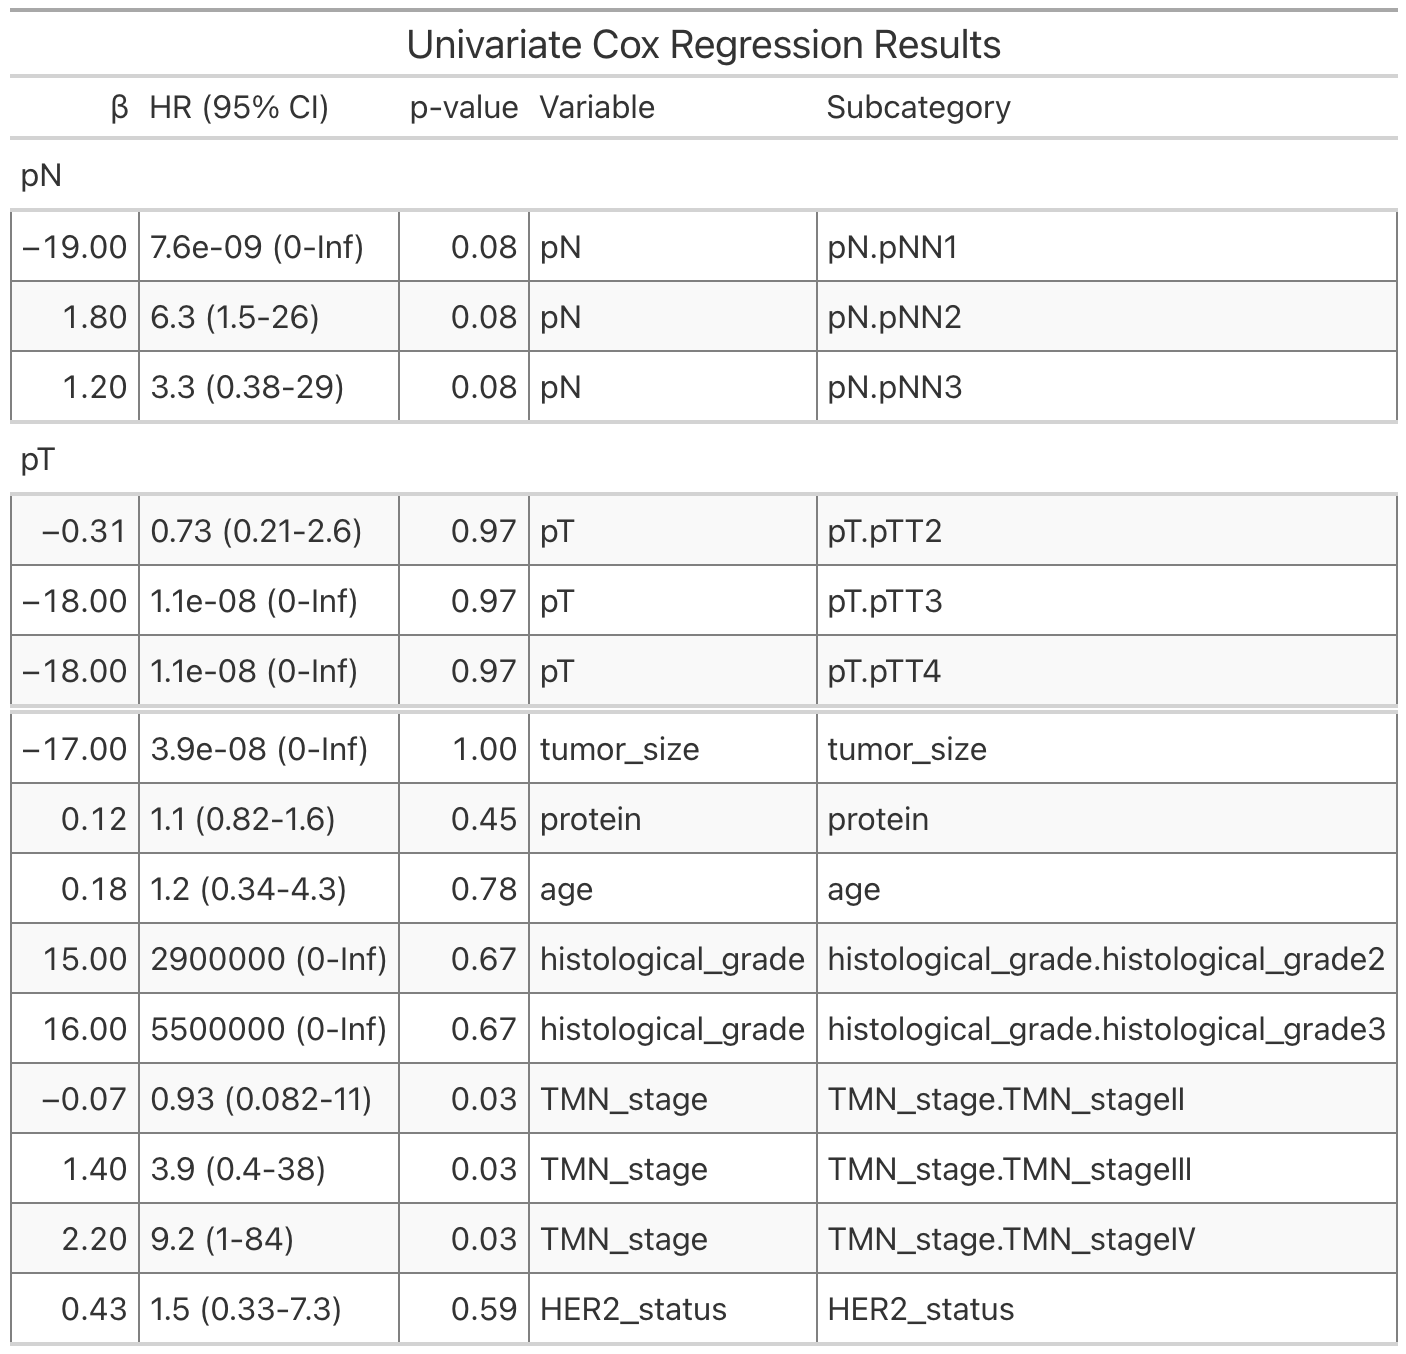 Univariate Cox Regression Results
β HR (95% CI) p-value Variable Subcategory
pN
−19.00 7.6e-09 (0-Inf) 0.08 pN pN.pNN1
1.80 6.3 (1.5-26) 0.08 pN pN.pNN2
1.20 3.3 (0.38-29) 0.08 pN pN.pNN3
pT
−0.31 0.73 (0.21-2.6) 0.97 pT pT.pTT2
−18.00 1.1e-08 (0-Inf) 0.97 pT pT.pTT3
−18.00 1.1e-08 (0-Inf) 0.97 pT pT.pTT4
−17.00 3.9e-08 (0-Inf) 1.00 tumor_size tumor_size
0.12 1.1 (0.82-1.6) 0.45 protein protein
0.18 1.2 (0.34-4.3) 0.78 age age
15.00 2900000 (0-Inf) 0.67 histological_grade histological_grade.histological_grade2
16.00 5500000 (0-Inf) 0.67 histological_grade histological_grade.histological_grade3
−0.07 0.93 (0.082-11) 0.03 TMN_stage TMN_stage.TMN_stageII
1.40 3.9 (0.4-38) 0.03 TMN_stage TMN_stage.TMN_stageIII
2.20 9.2 (1-84) 0.03 TMN_stage TMN_stage.TMN_stageIV
0.43 1.5 (0.33-7.3) 0.59 HER2_status HER2_status